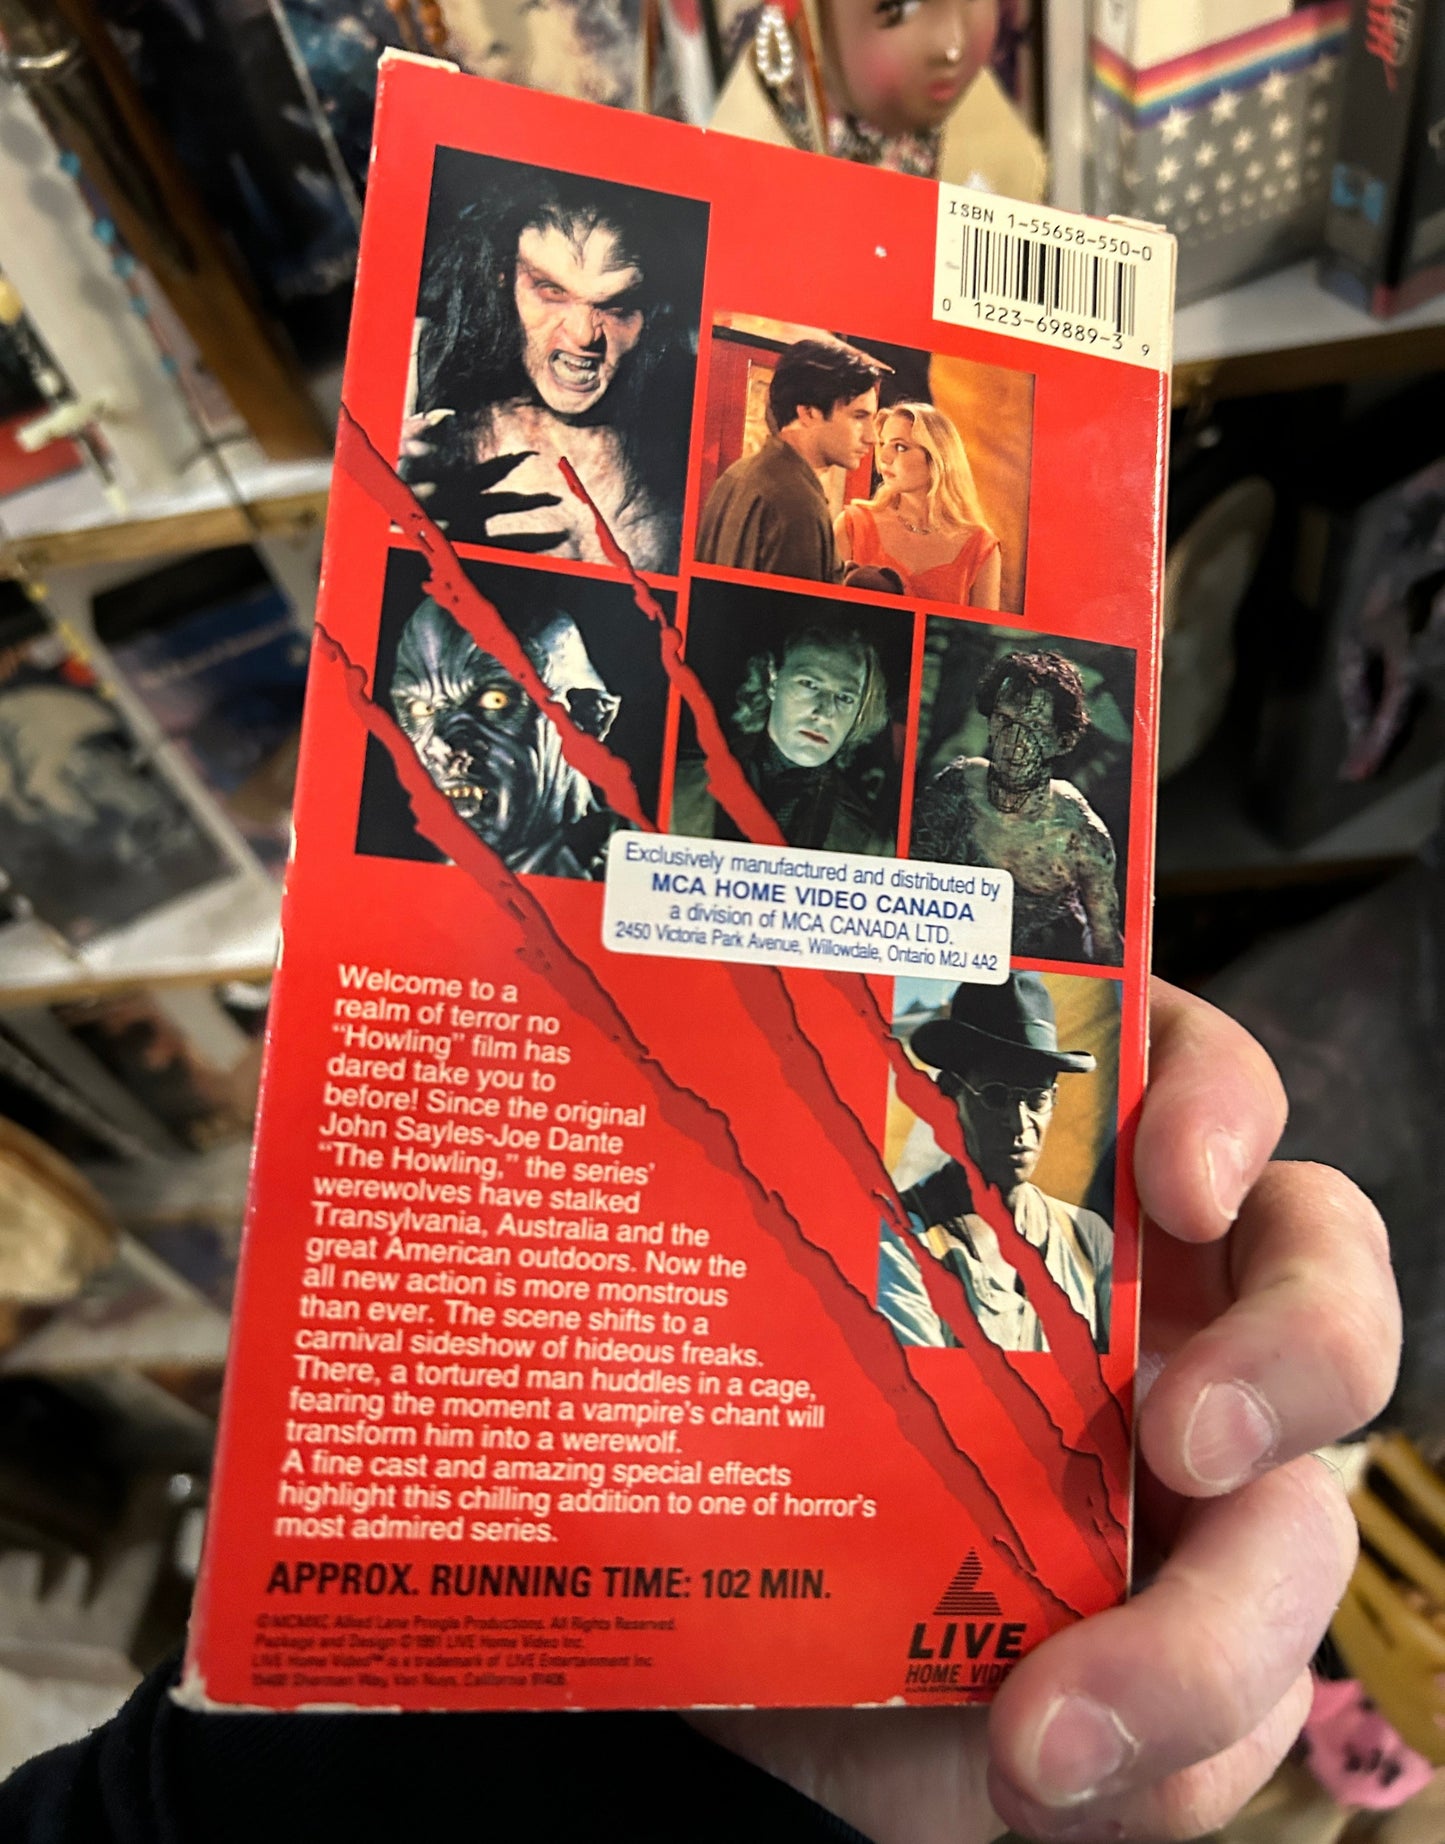 ISBN 1-55658-550-0
0 1223-69889-3 9
Exclusively manufactured and distributed by
MCA HOME VIDEO CANADA
a division of MCA CANADA LTD.
2450 Victoria Park Avenue, Willowdale, Ontario M2J 4A2
Welcome to a
realm of terror no
“Howling” film has
dared take you to
before! Since the original
John Sayles-Joe Dante
“The Howling,” the series’
werewolves have stalked
Transylvania, Australia and the
great American outdoors. Now the
all new action is more monstrous
than ever. The scene shifts to a
carnival sideshow of hideous freaks.
There, a tortured man huddles in a cage,
fearing the moment a vampire’s chant will
transform him into a werewolf.
A fine cast and amazing special effects
highlight this chilling addition to one of horror’s
most admired series.
APPROX. RUNNING TIME: 102 MIN.
Allied Lane Pringle Productions. All Rights Reserved.
Package and Design © 1991 LIVE Home Video Inc.
LIVE Home Video™ is a trademark of LIVE Entertainment Inc
Sherman Way, Van Nuys, California 91406
LIVE
HOME